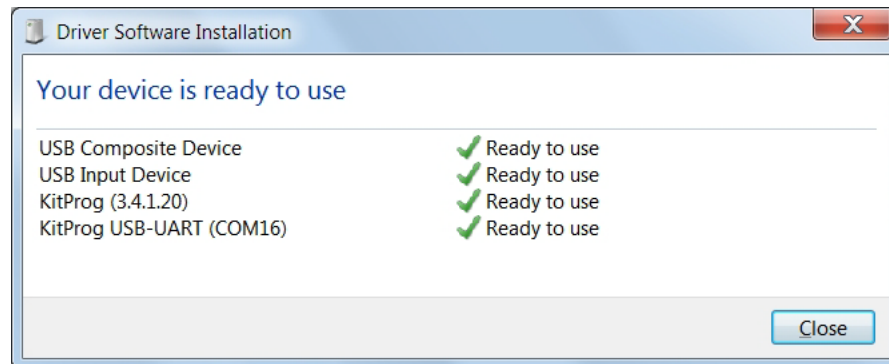 Driver Software Installation
Your device is ready to use
USB Composite Device Ready to use
USB Input Device Ready to use
KitProg (3.4.1.20) Ready to use
KitProg USB-UART (COM16) Ready to use
Close